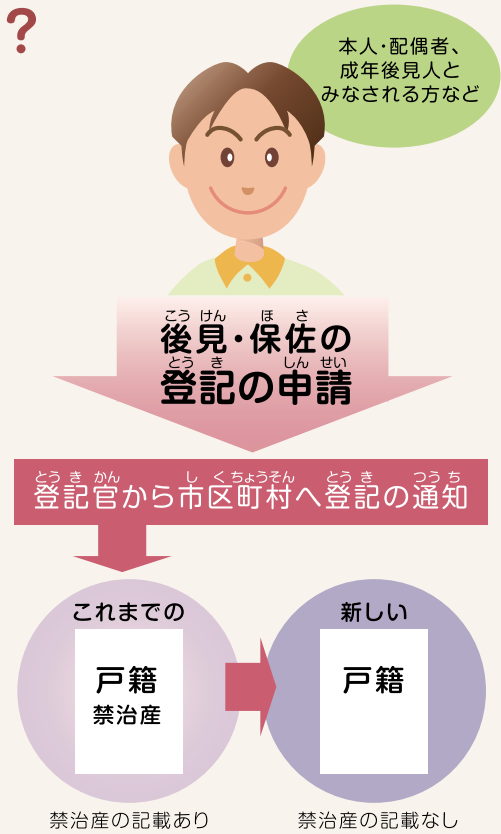 ?
本人・配偶者、
成年後見人と
みなされる方など
こう けん ほ さ
後見・保佐の
とう き しん せい
登記の申請
とう き かん し く ちょうそん とう き つう ち
登記官から市区町村へ登記の通知
これまでの
戸籍
禁治産
新しい
戸籍
禁治産の記載あり
禁治産の記載なし